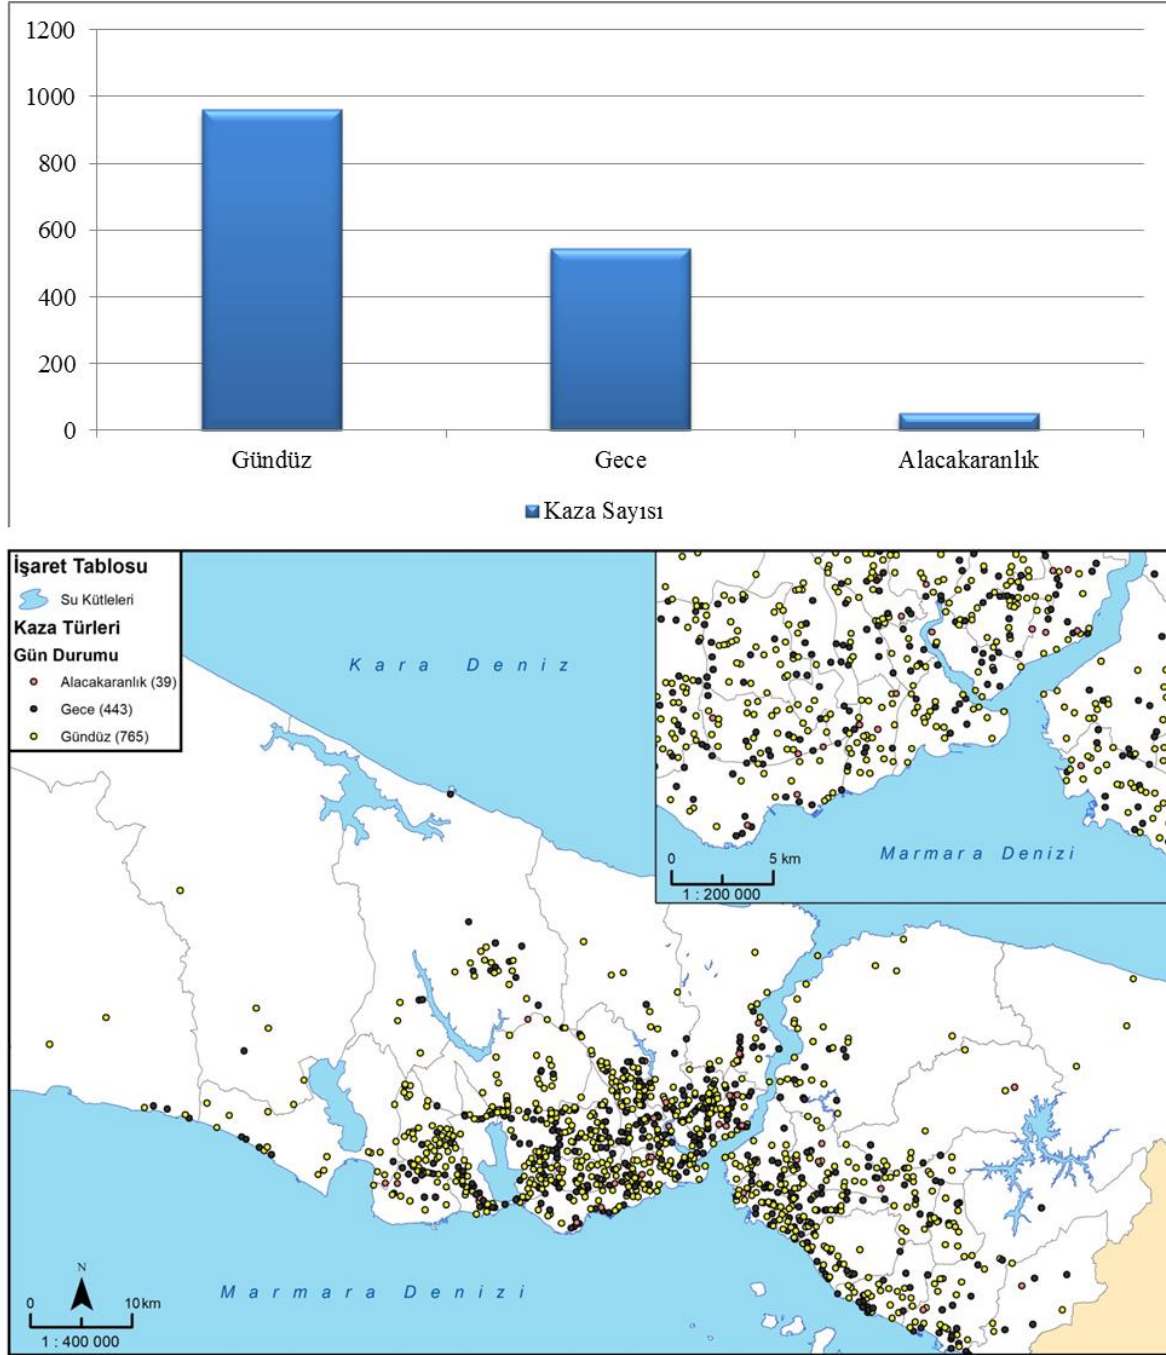 1200
1000
800
600
400
200
0
Gündüz
Gece
Alacakaranlık
Kaza Sayısı
İşaret Tablosu
Su Kütleleri
Kaza Türleri
Gün Durumu
Alacakaranlık (39)
Gece (443)
Gündüz (765)
Kara Deniz
Marmara Denizi
0 5 km
1 : 200 000
Marmara Denizi
N
0 10 km
1 : 400 000